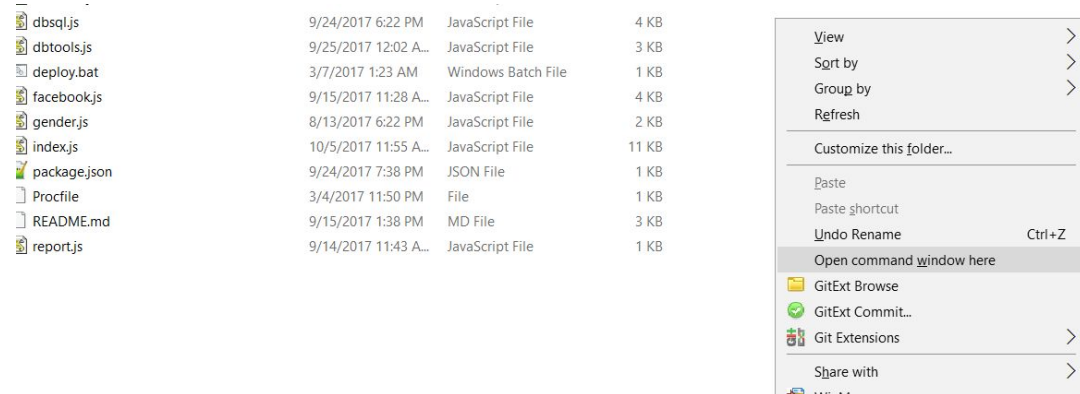 dbsql.js 9/24/2017 6:22 PM JavaScript File 4 KB
dbtools.js 9/25/2017 12:02 A... JavaScript File 3 KB
deploy.bat 3/7/2017 1:23 AM Windows Batch File 1 KB
facebook.js 9/15/2017 11:28 A... JavaScript File 4 KB
gender.js 8/13/2017 6:22 PM JavaScript File 2 KB
index.js 10/5/2017 11:55 A... JavaScript File 11 KB
package.json 9/24/2017 7:38 PM JSON File 1 KB
Procfile 3/4/2017 11:50 PM File 1 KB
README.md 9/15/2017 1:38 PM MD File 3 KB
report.js 9/14/2017 11:43 A... JavaScript File 1 KB
View
Sort by
Group by
Refresh
Customize this folder...
Paste
Paste shortcut
Undo Rename Ctrl+Z
Open command window here
GitExt Browse
GitExt Commit...
Git Extensions
Share with